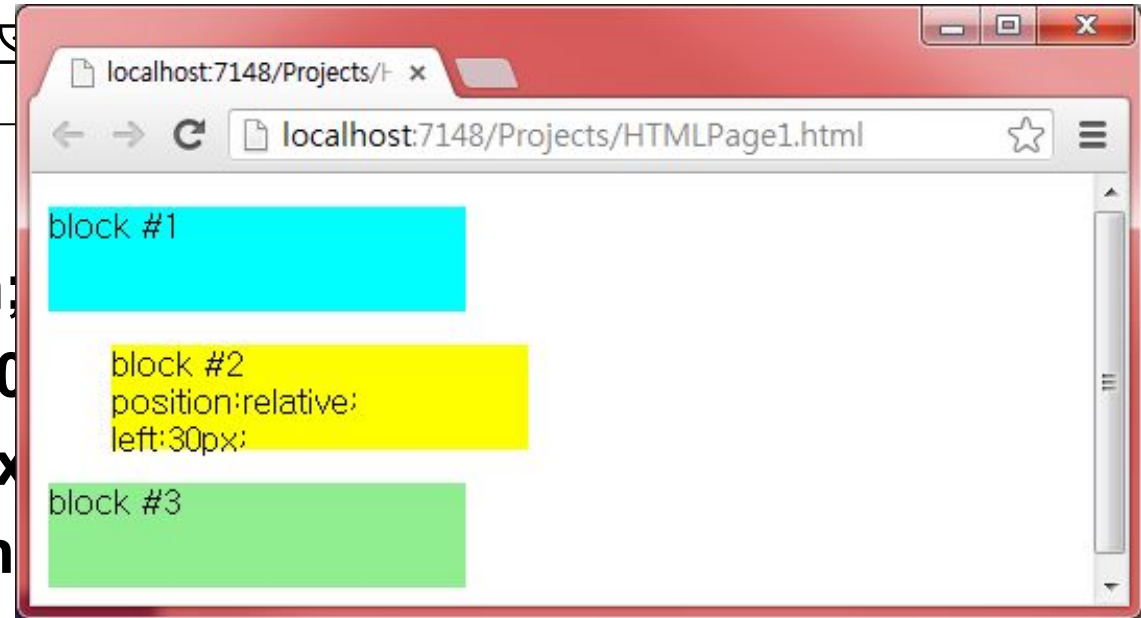 localhost:7148/Projects/
localhost:7148/Projects/HTMLPage1.html
block #1
block #2
position:relative;
left:30px;
block #3